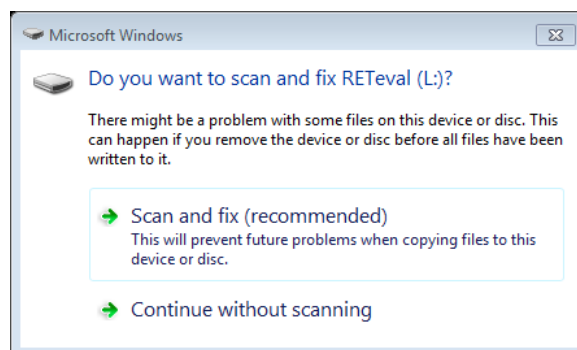 Microsoft Windows
Do you want to scan and fix RETeval (L:)?
There might be a problem with some files on this device or disc. This
can happen if you remove the device or disc before all files have been
written to it.
Scan and fix (recommended)
This will prevent future problems when copying files to this
device or disc.
Continue without scanning